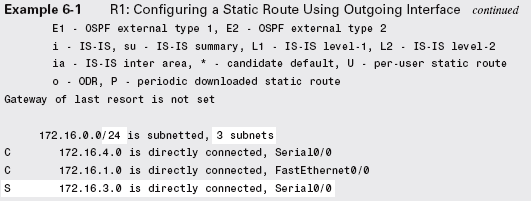 Example 6-1 R1: Configuring a Static Route Using Outgoing Interface continued
E1 - OSPF external type 1, E2 - OSPF external type 2
i - IS-IS, su - IS-IS summary, L1 - IS-IS level-1, L2 - IS-IS level-2
ia - IS-IS inter area, * - candidate default, U - per-user static route
o - ODR, P - periodic downloaded static route
Gateway of last resort is not set
172.16.0.0/24 is subnetted, 3 subnets
C 172.16.4.0 is directly connected, Serial0/0
C 172.16.1.0 is directly connected, FastEthernet0/0
S 172.16.3.0 is directly connected, Serial0/0